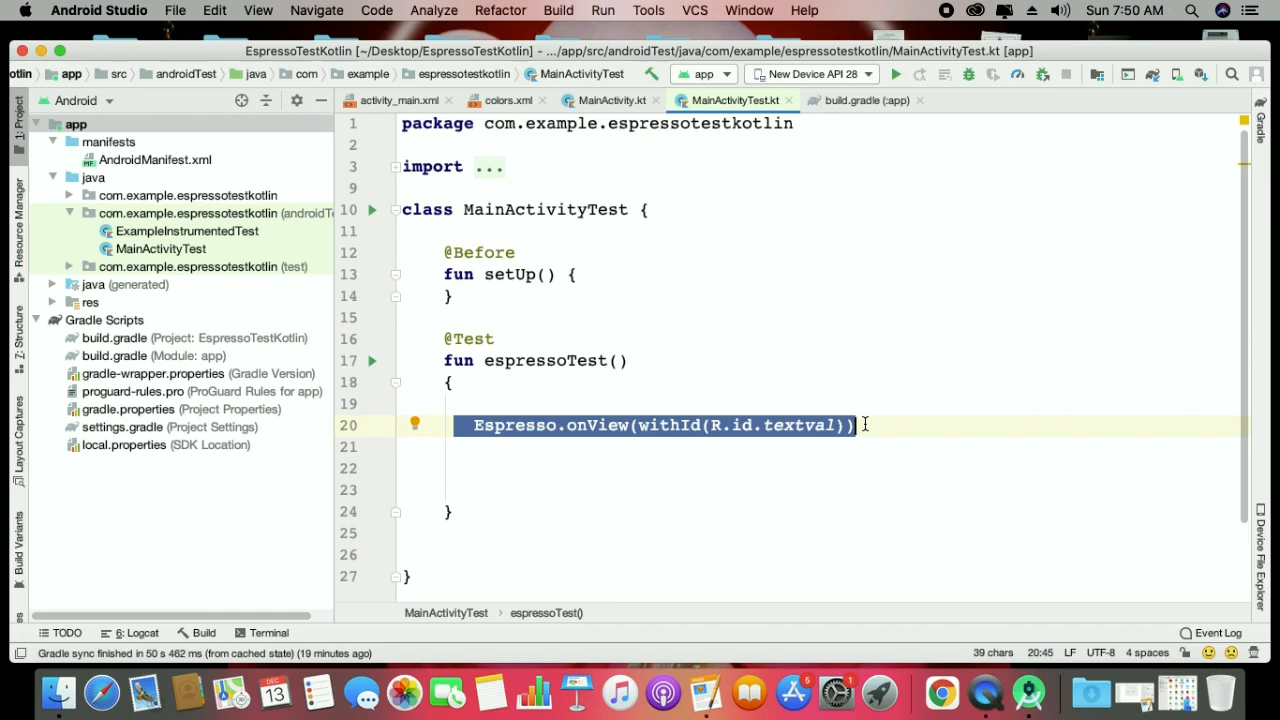 Android Studio File Edit View Navigate Code Analyze Refactor Build Run Tools VCS Window Help Sun 7:50 AM
EspressoTestKotlin [~/Desktop/EspressoTestKotlin] – .../app/src/androidTest/java/com/example/espressotestkotlin/MainActivityTest.kt [app]
otlin app src androidTest java com example espressotestkotlin MainActivityTest app New Device API 28
Android activity_main.xml colors.xml MainActivity.kt MainActivityTest.kt build.gradle (:app)
1: Project
Resource Manager
7: Structure
Layout Captures
Build Variants
app
manifests
AndroidManifest.xml
java
com.example.espressotestkotlin
com.example.espressotestkotlin (androidT
ExampleInstrumentedTest
MainActivityTest
com.example.espressotestkotlin (test)
java (generated)
res
Gradle Scripts
build.gradle (Project: EspressoTestKotlin)
build.gradle (Module: app)
gradle-wrapper.properties (Gradle Version)
proguard-rules.pro (ProGuard Rules for app)
gradle.properties (Project Properties)
settings.gradle (Project Settings)
local.properties (SDK Location)
1 package com.example.espressotestkotlin
2
3 import ...
9
10 class MainActivityTest {
11
12 @Before
13 fun setUp() {
14 }
15
16 @Test
17 fun espressoTest()
18 {
19
20 Espresso.onView(withId(R.id.textval))
21
22
23
24 }
25
26
27 }
Gradle
Device File Explorer
MainActivityTest › espressoTest()
TODO 6: Logcat Build Terminal Event Log
Gradle sync finished in 50 s 462 ms (from cached state) (19 minutes ago) 39 chars 20:45 LF UTF-8 4 spaces
DEC
13
5
1